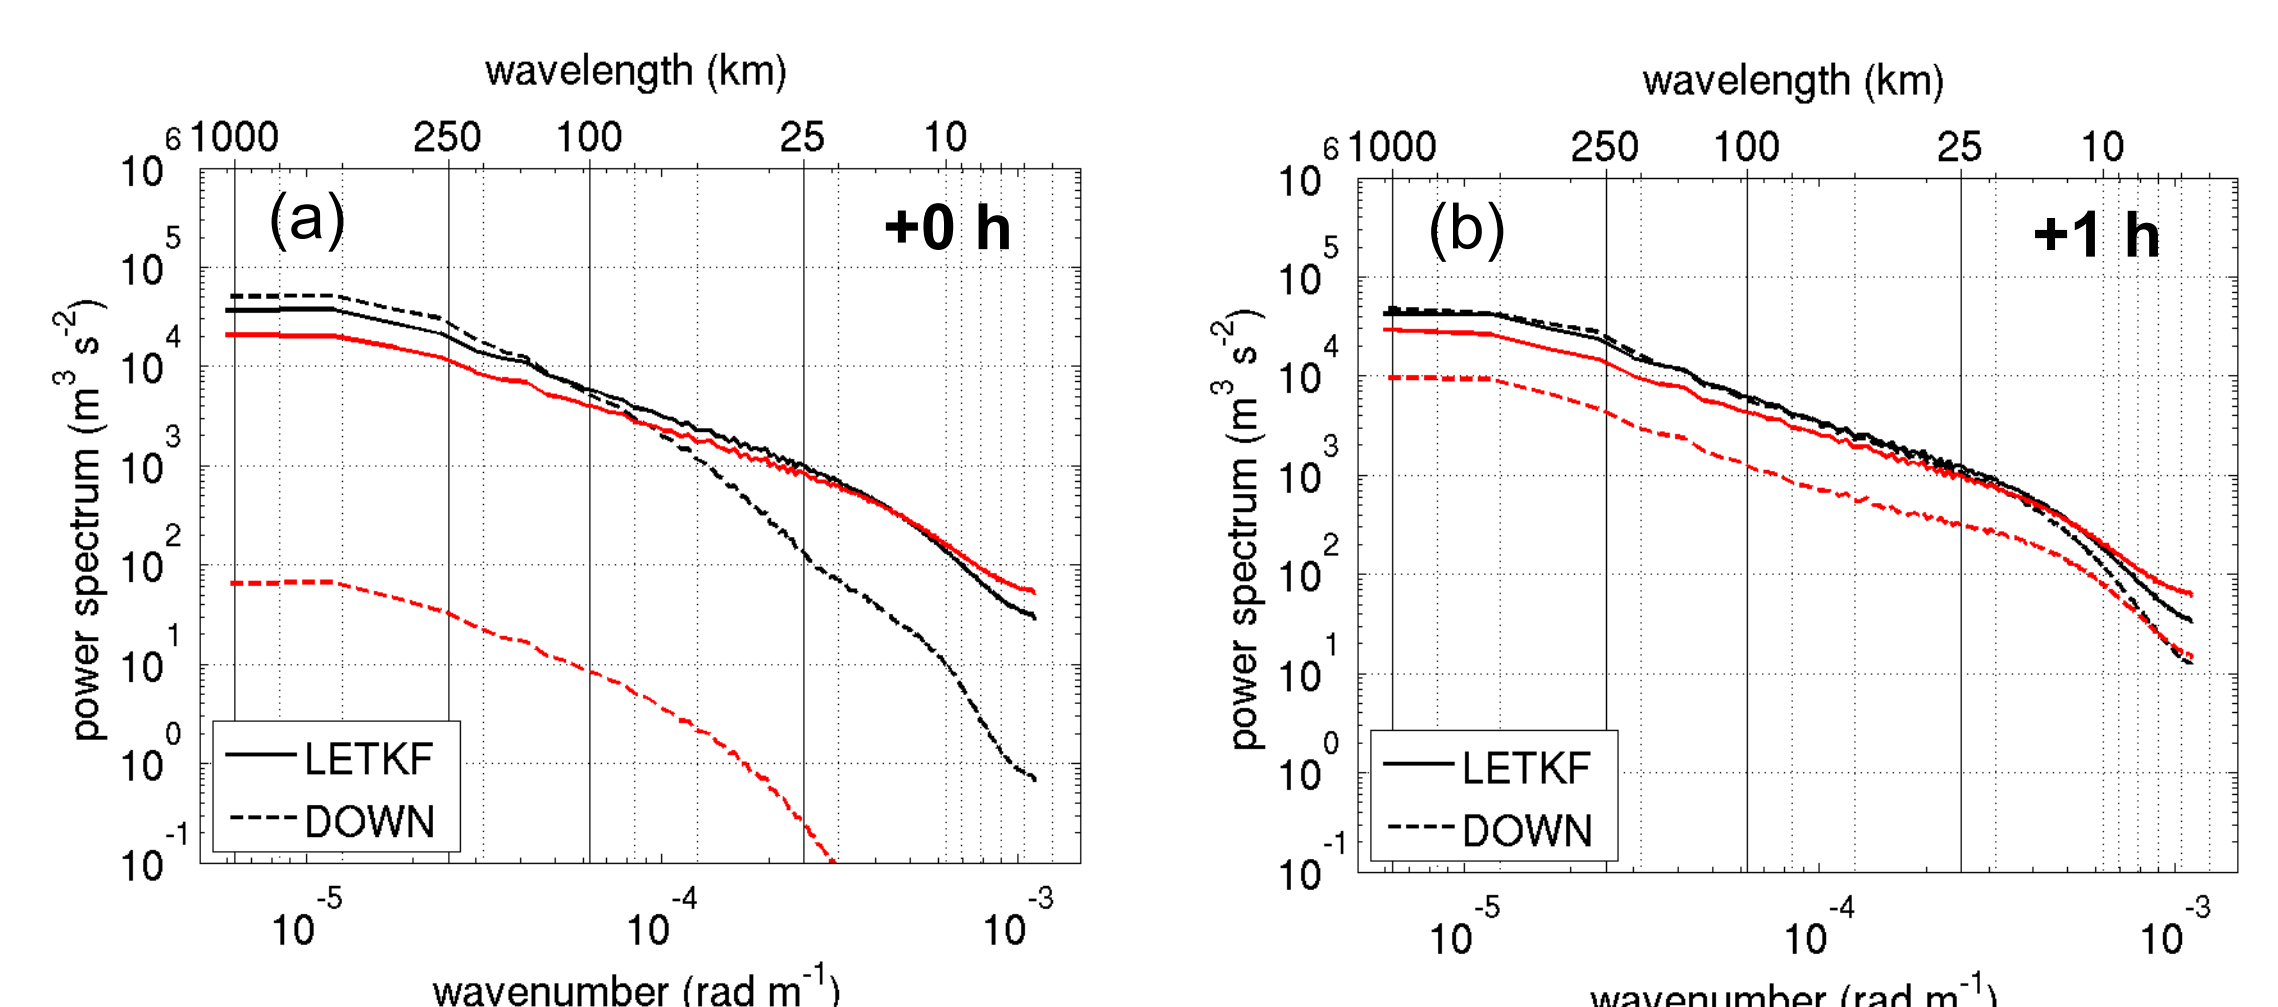 wavelength (km)
1000 250 100 25 10
10^6
(a)
+0 h
10^5
10^4
10^3
10^2
10^1
10^0
10^-1
power spectrum (m^3 s^-2)
LETKF
DOWN
10^-5 10^-4 10^-3
wavenumber (rad m^-1)
wavelength (km)
1000 250 100 25 10
10^6
(b)
+1 h
10^5
10^4
10^3
10^2
10^1
10^0
10^-1
power spectrum (m^3 s^-2)
LETKF
DOWN
10^-5 10^-4 10^-3
wavenumber (rad m^-1)